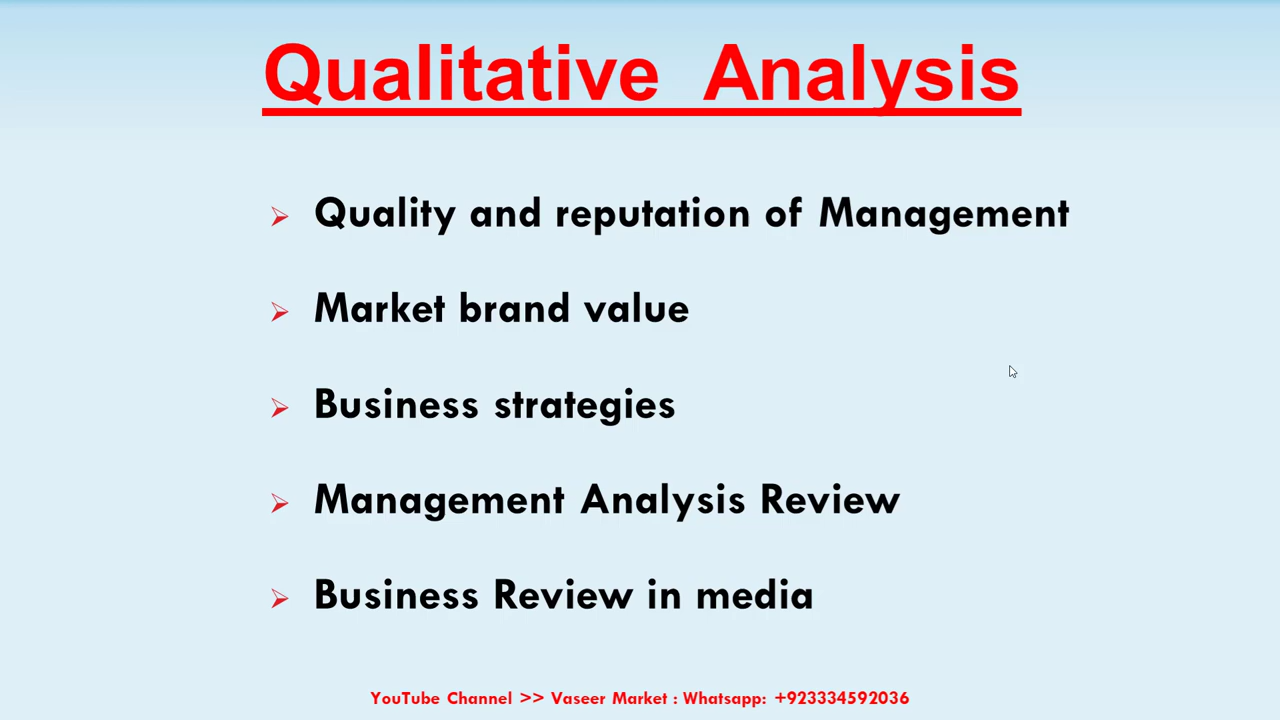 Qualitative Analysis
➢ Quality and reputation of Management
➢ Market brand value
➢ Business strategies
➢ Management Analysis Review
➢ Business Review in media
YouTube Channel >> Vaseer Market : Whatsapp: +923334592036